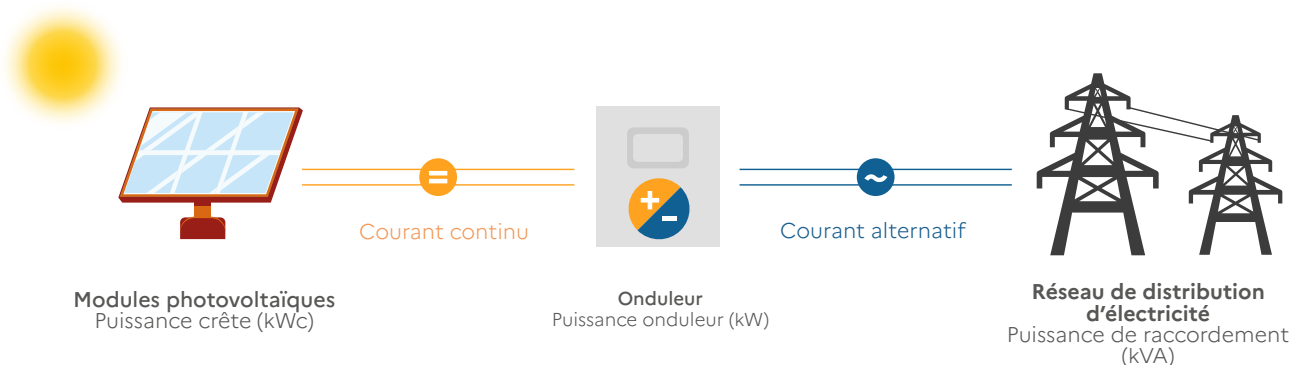 Courant continu
Courant alternatif
Modules photovoltaïques
Puissance crête (kWc)
Onduleur
Puissance onduleur (kW)
Réseau de distribution
d'électricité
Puissance de raccordement
(kVA)